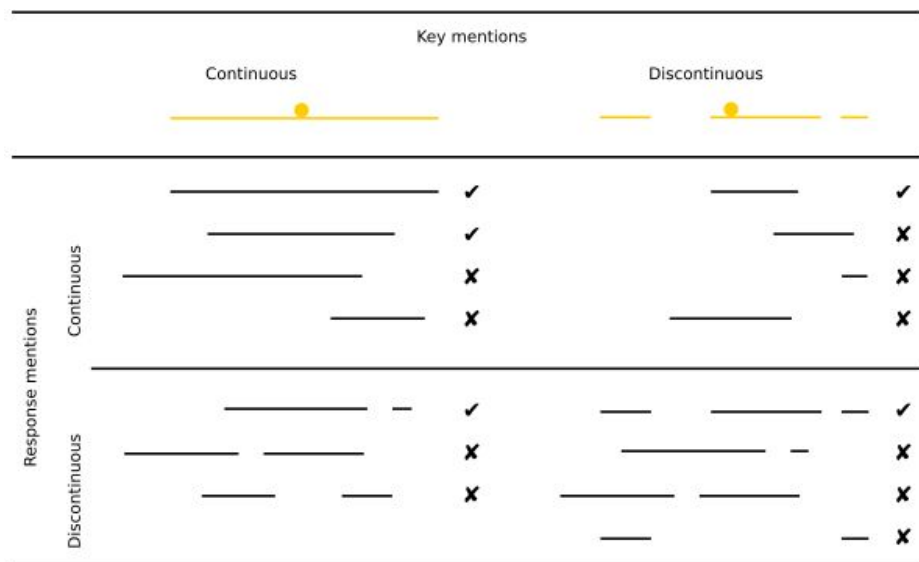 Key mentions
Continuous Discontinuous
✔ ✔
✔ ✘
✘ ✘
✘ ✘
Continuous
Response mentions
✔ ✔
✘ ✘
✘ ✘
✘
Discontinuous